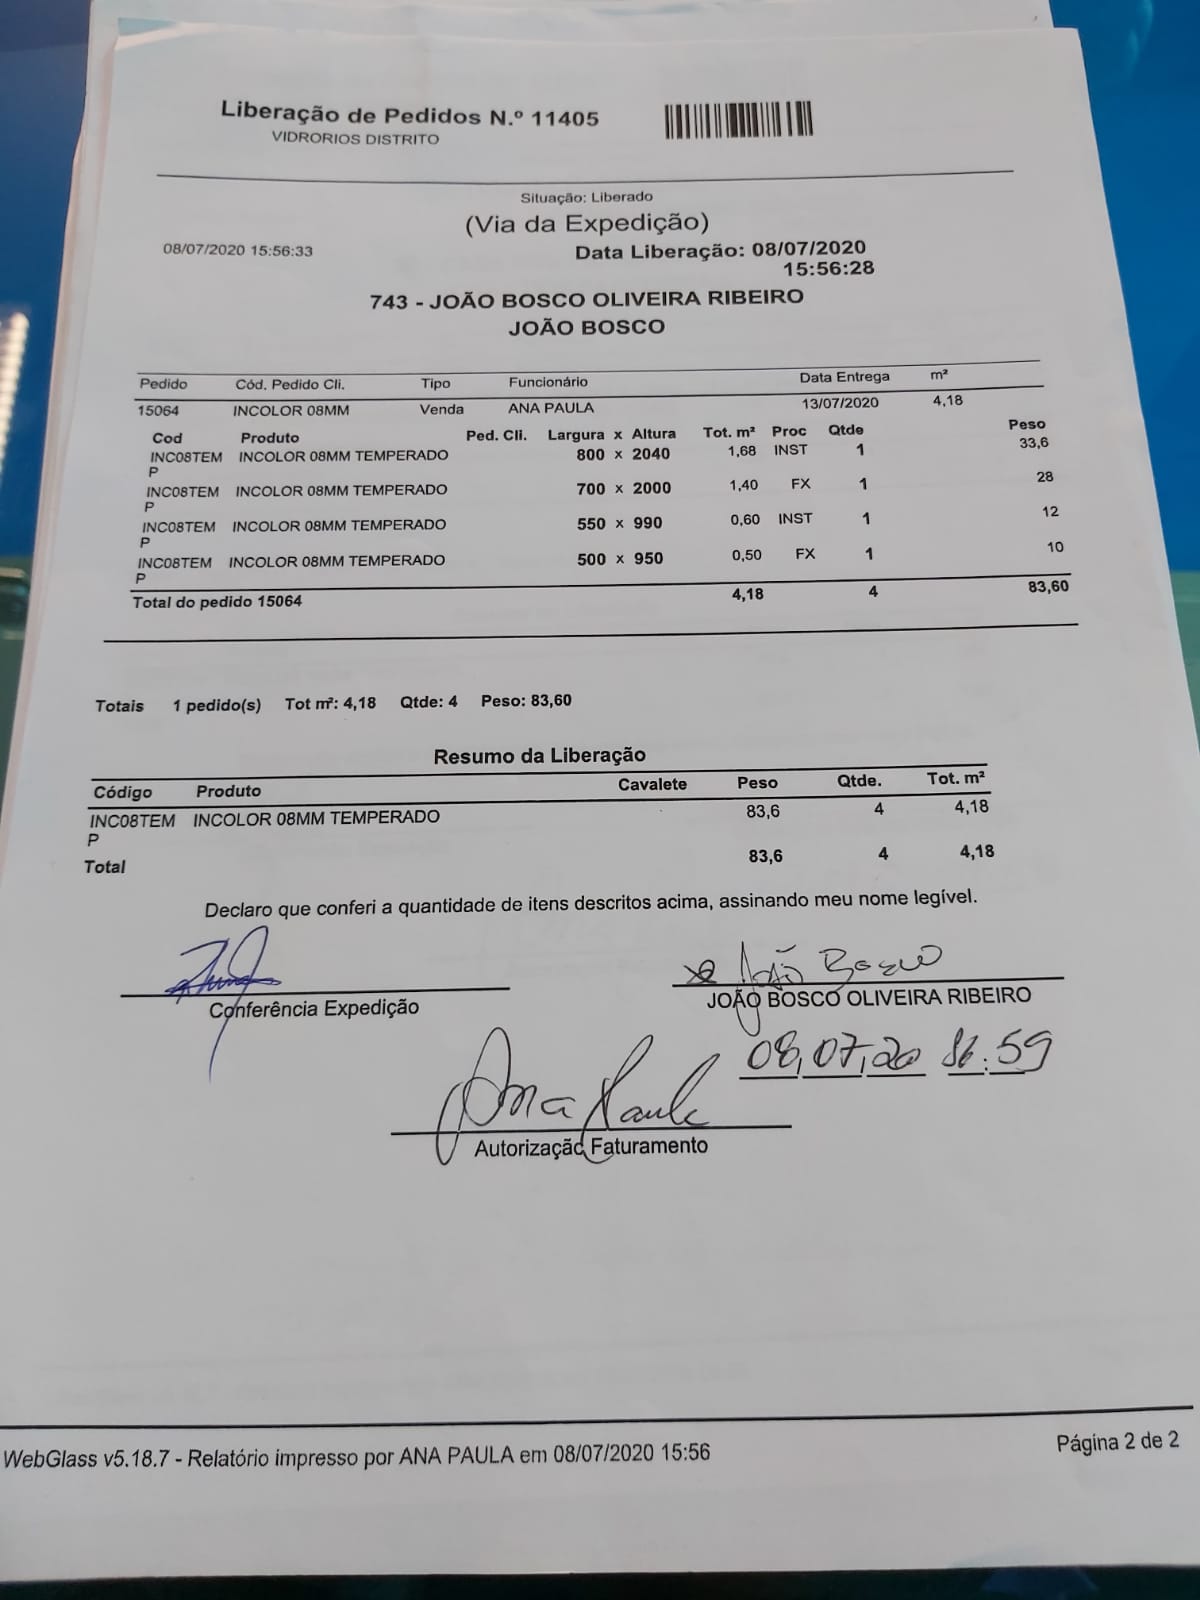 Liberação de Pedidos N.º 11405
VIDRORIOS DISTRITO
Situação: Liberado
(Via da Expedição)
08/07/2020 15:56:33
Data Liberação: 08/07/2020
15:56:28
743 - JOÃO BOSCO OLIVEIRA RIBEIRO
JOÃO BOSCO
Pedido Cód. Pedido Cli. Tipo Funcionário Data Entrega m²
15064 INCOLOR 08MM Venda ANA PAULA 13/07/2020 4,18
Cod Produto Ped. Cli. Largura x Altura Tot. m² Proc Qtde Peso
INC08TEM INCOLOR 08MM TEMPERADO 800 x 2040 1,68 INST 1 33,6
P
INC08TEM INCOLOR 08MM TEMPERADO 700 x 2000 1,40 FX 1 28
P
INC08TEM INCOLOR 08MM TEMPERADO 550 x 990 0,60 INST 1 12
P
INC08TEM INCOLOR 08MM TEMPERADO 500 x 950 0,50 FX 1 10
P
Total do pedido 15064 4,18 4 83,60
Totais 1 pedido(s) Tot m²: 4,18 Qtde: 4 Peso: 83,60
Resumo da Liberação
Código Produto Cavalete Peso Qtde. Tot. m²
INC08TEM INCOLOR 08MM TEMPERADO 83,6 4 4,18
P
Total 83,6 4 4,18
Declaro que conferi a quantidade de itens descritos acima, assinando meu nome legível.
João Bosco
Conferência Expedição
JOÃO BOSCO OLIVEIRA RIBEIRO
08,07,20 :59
Ana Paula
Autorização Faturamento
WebGlass v5.18.7 - Relatório impresso por ANA PAULA em 08/07/2020 15:56
Página 2 de 2